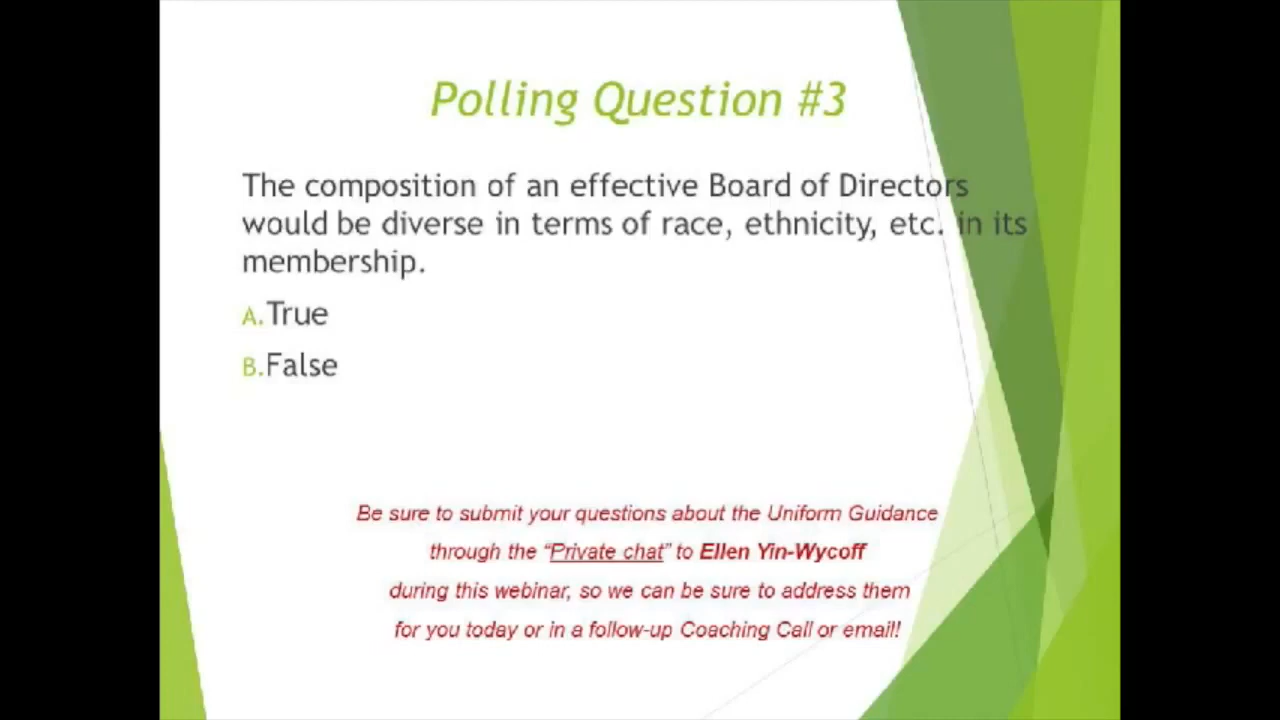 Polling Question #3
The composition of an effective Board of Directors
would be diverse in terms of race, ethnicity, etc. in its
membership.
A.True
B.False
Be sure to submit your questions about the Uniform Guidance
through the “Private chat” to Ellen Yin-Wycoff
during this webinar, so we can be sure to address them
for you today or in a follow-up Coaching Call or email!